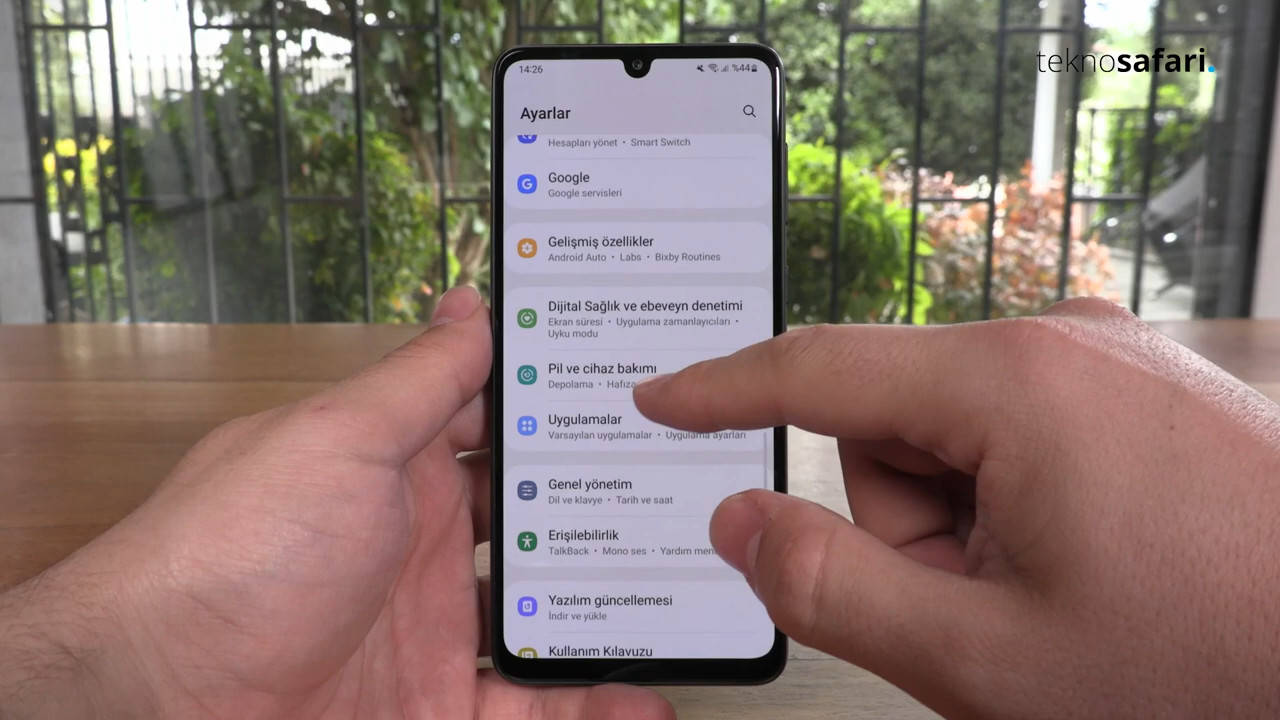 teknosafari.
14:26
%44
Ayarlar
Hesapları yönet • Smart Switch
Google
Google servisleri
Gelişmiş özellikler
Android Auto • Labs • Bixby Routines
Dijital Sağlık ve ebeveyn denetimi
Ekran süresi • Uygulama zamanlayıcıları •
Uyku modu
Pil ve cihaz bakımı
Depolama • Hafıza
Uygulamalar
Varsayılan uygulamalar • Uygulama ayarları
Genel yönetim
Dil ve klavye • Tarih ve saat
Erişilebilirlik
TalkBack • Mono ses • Yardım
Yazılım güncellemesi
İndir ve yükle
Kullanım Kılavuzu